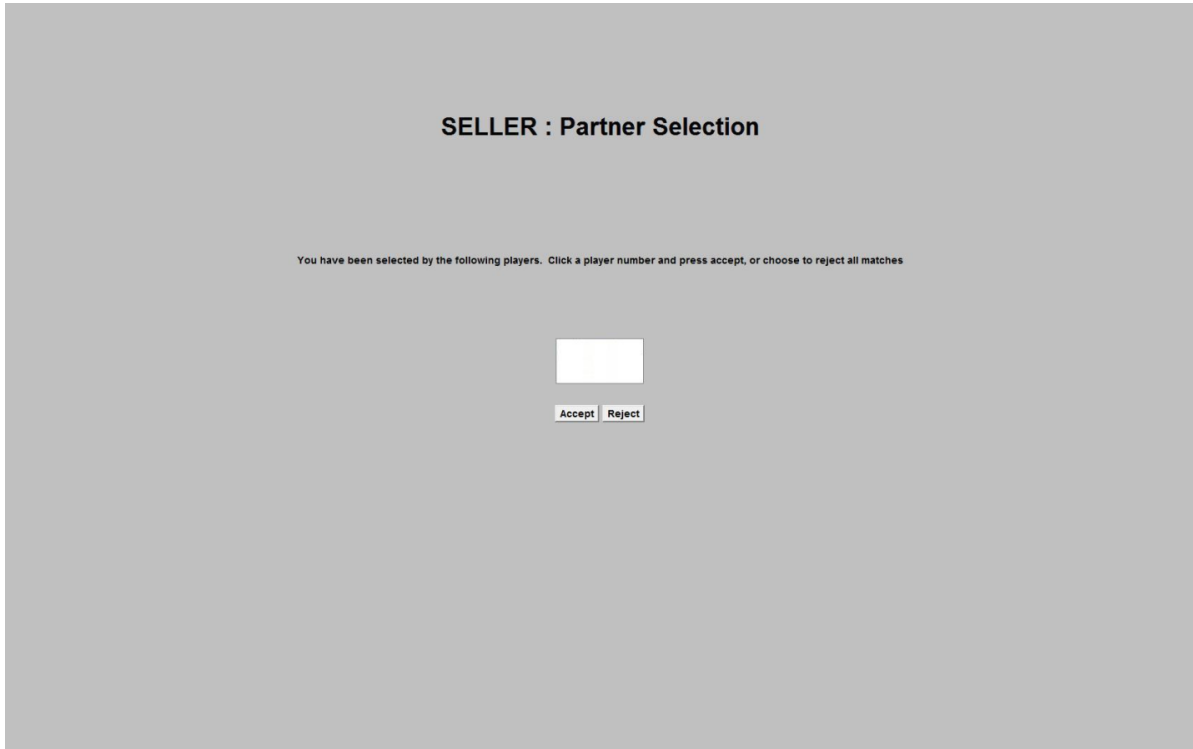 SELLER : Partner Selection
You have been selected by the following players. Click a player number and press accept, or choose to reject all matches
Accept Reject